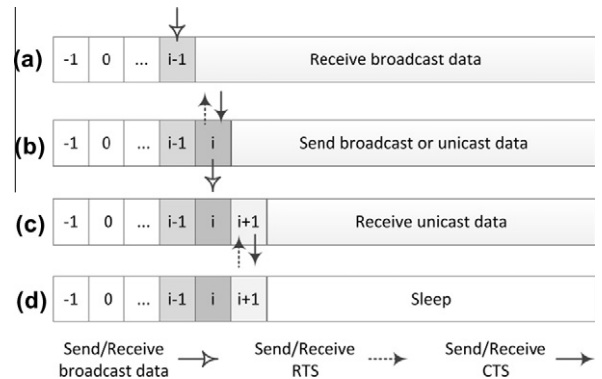 (a) -1 0 ... i-1 Receive broadcast data
(b) -1 0 ... i-1 i Send broadcast or unicast data
(c) -1 0 ... i-1 i i+1 Receive unicast data
(d) -1 0 ... i-1 i i+1 Sleep
Send/Receive Send/Receive Send/Receive
broadcast data RTS CTS